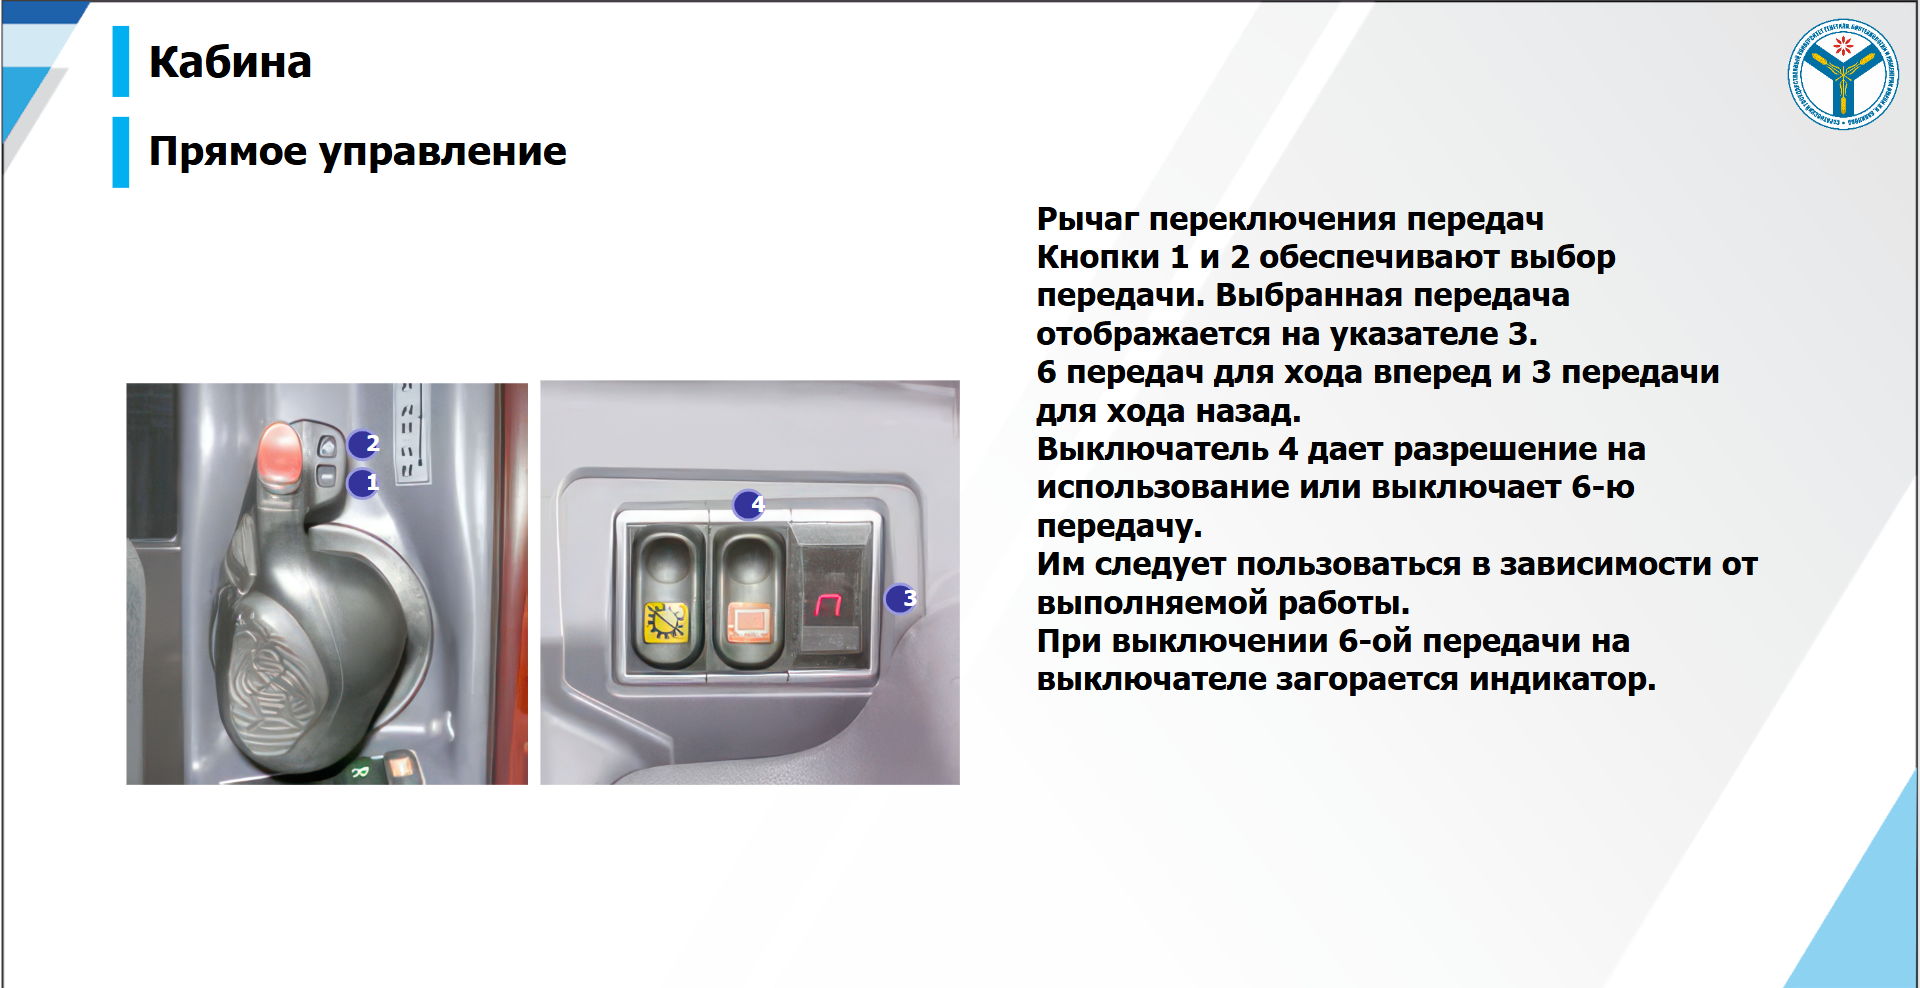 Кабина
Прямое управление
Рычаг переключения передач
Кнопки 1 и 2 обеспечивают выбор
передачи. Выбранная передача
отображается на указателе 3.
6 передач для хода вперед и 3 передачи
для хода назад.
Выключатель 4 дает разрешение на
использование или выключает 6-ю
передачу.
Им следует пользоваться в зависимости от
выполняемой работы.
При выключении 6-ой передачи на
выключателе загорается индикатор.
2
1
4
3